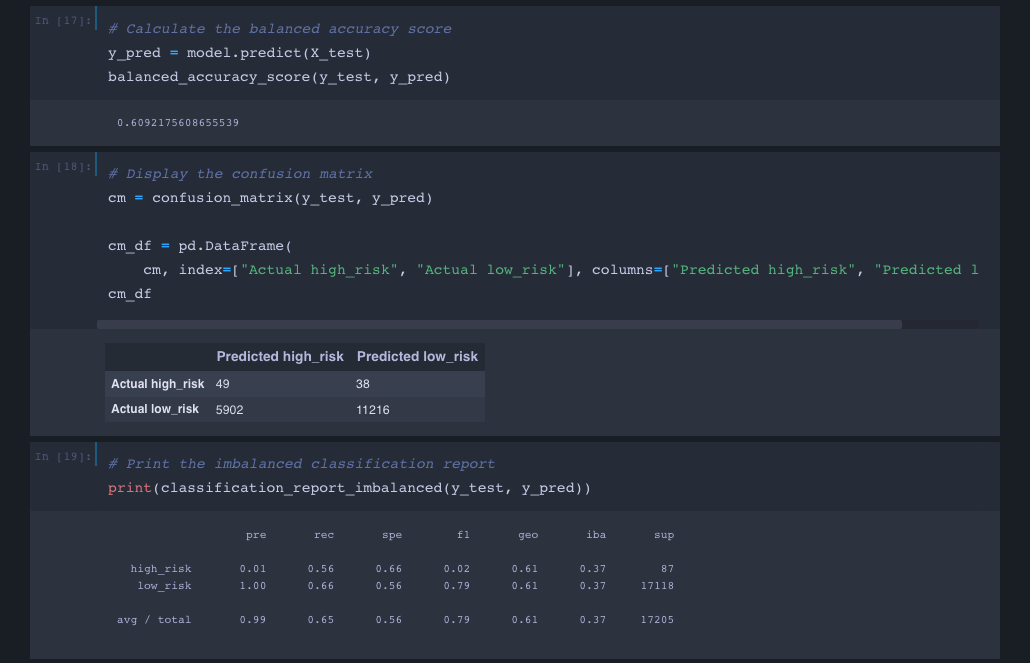 In [17]:
# Calculate the balanced accuracy score
y_pred = model.predict(X_test)
balanced_accuracy_score(y_test, y_pred)
0.6092175608655539
In [18]:
# Display the confusion matrix
cm = confusion_matrix(y_test, y_pred)
cm_df = pd.DataFrame(
cm, index=["Actual high_risk", "Actual low_risk"], columns=["Predicted high_risk", "Predicted l
cm_df
Predicted high_risk Predicted low_risk
Actual high_risk 49 38
Actual low_risk 5902 11216
In [19]:
# Print the imbalanced classification report
print(classification_report_imbalanced(y_test, y_pred))
pre rec spe f1 geo iba sup
high_risk 0.01 0.56 0.66 0.02 0.61 0.37 87
low_risk 1.00 0.66 0.56 0.79 0.61 0.37 17118
avg / total 0.99 0.65 0.56 0.79 0.61 0.37 17205